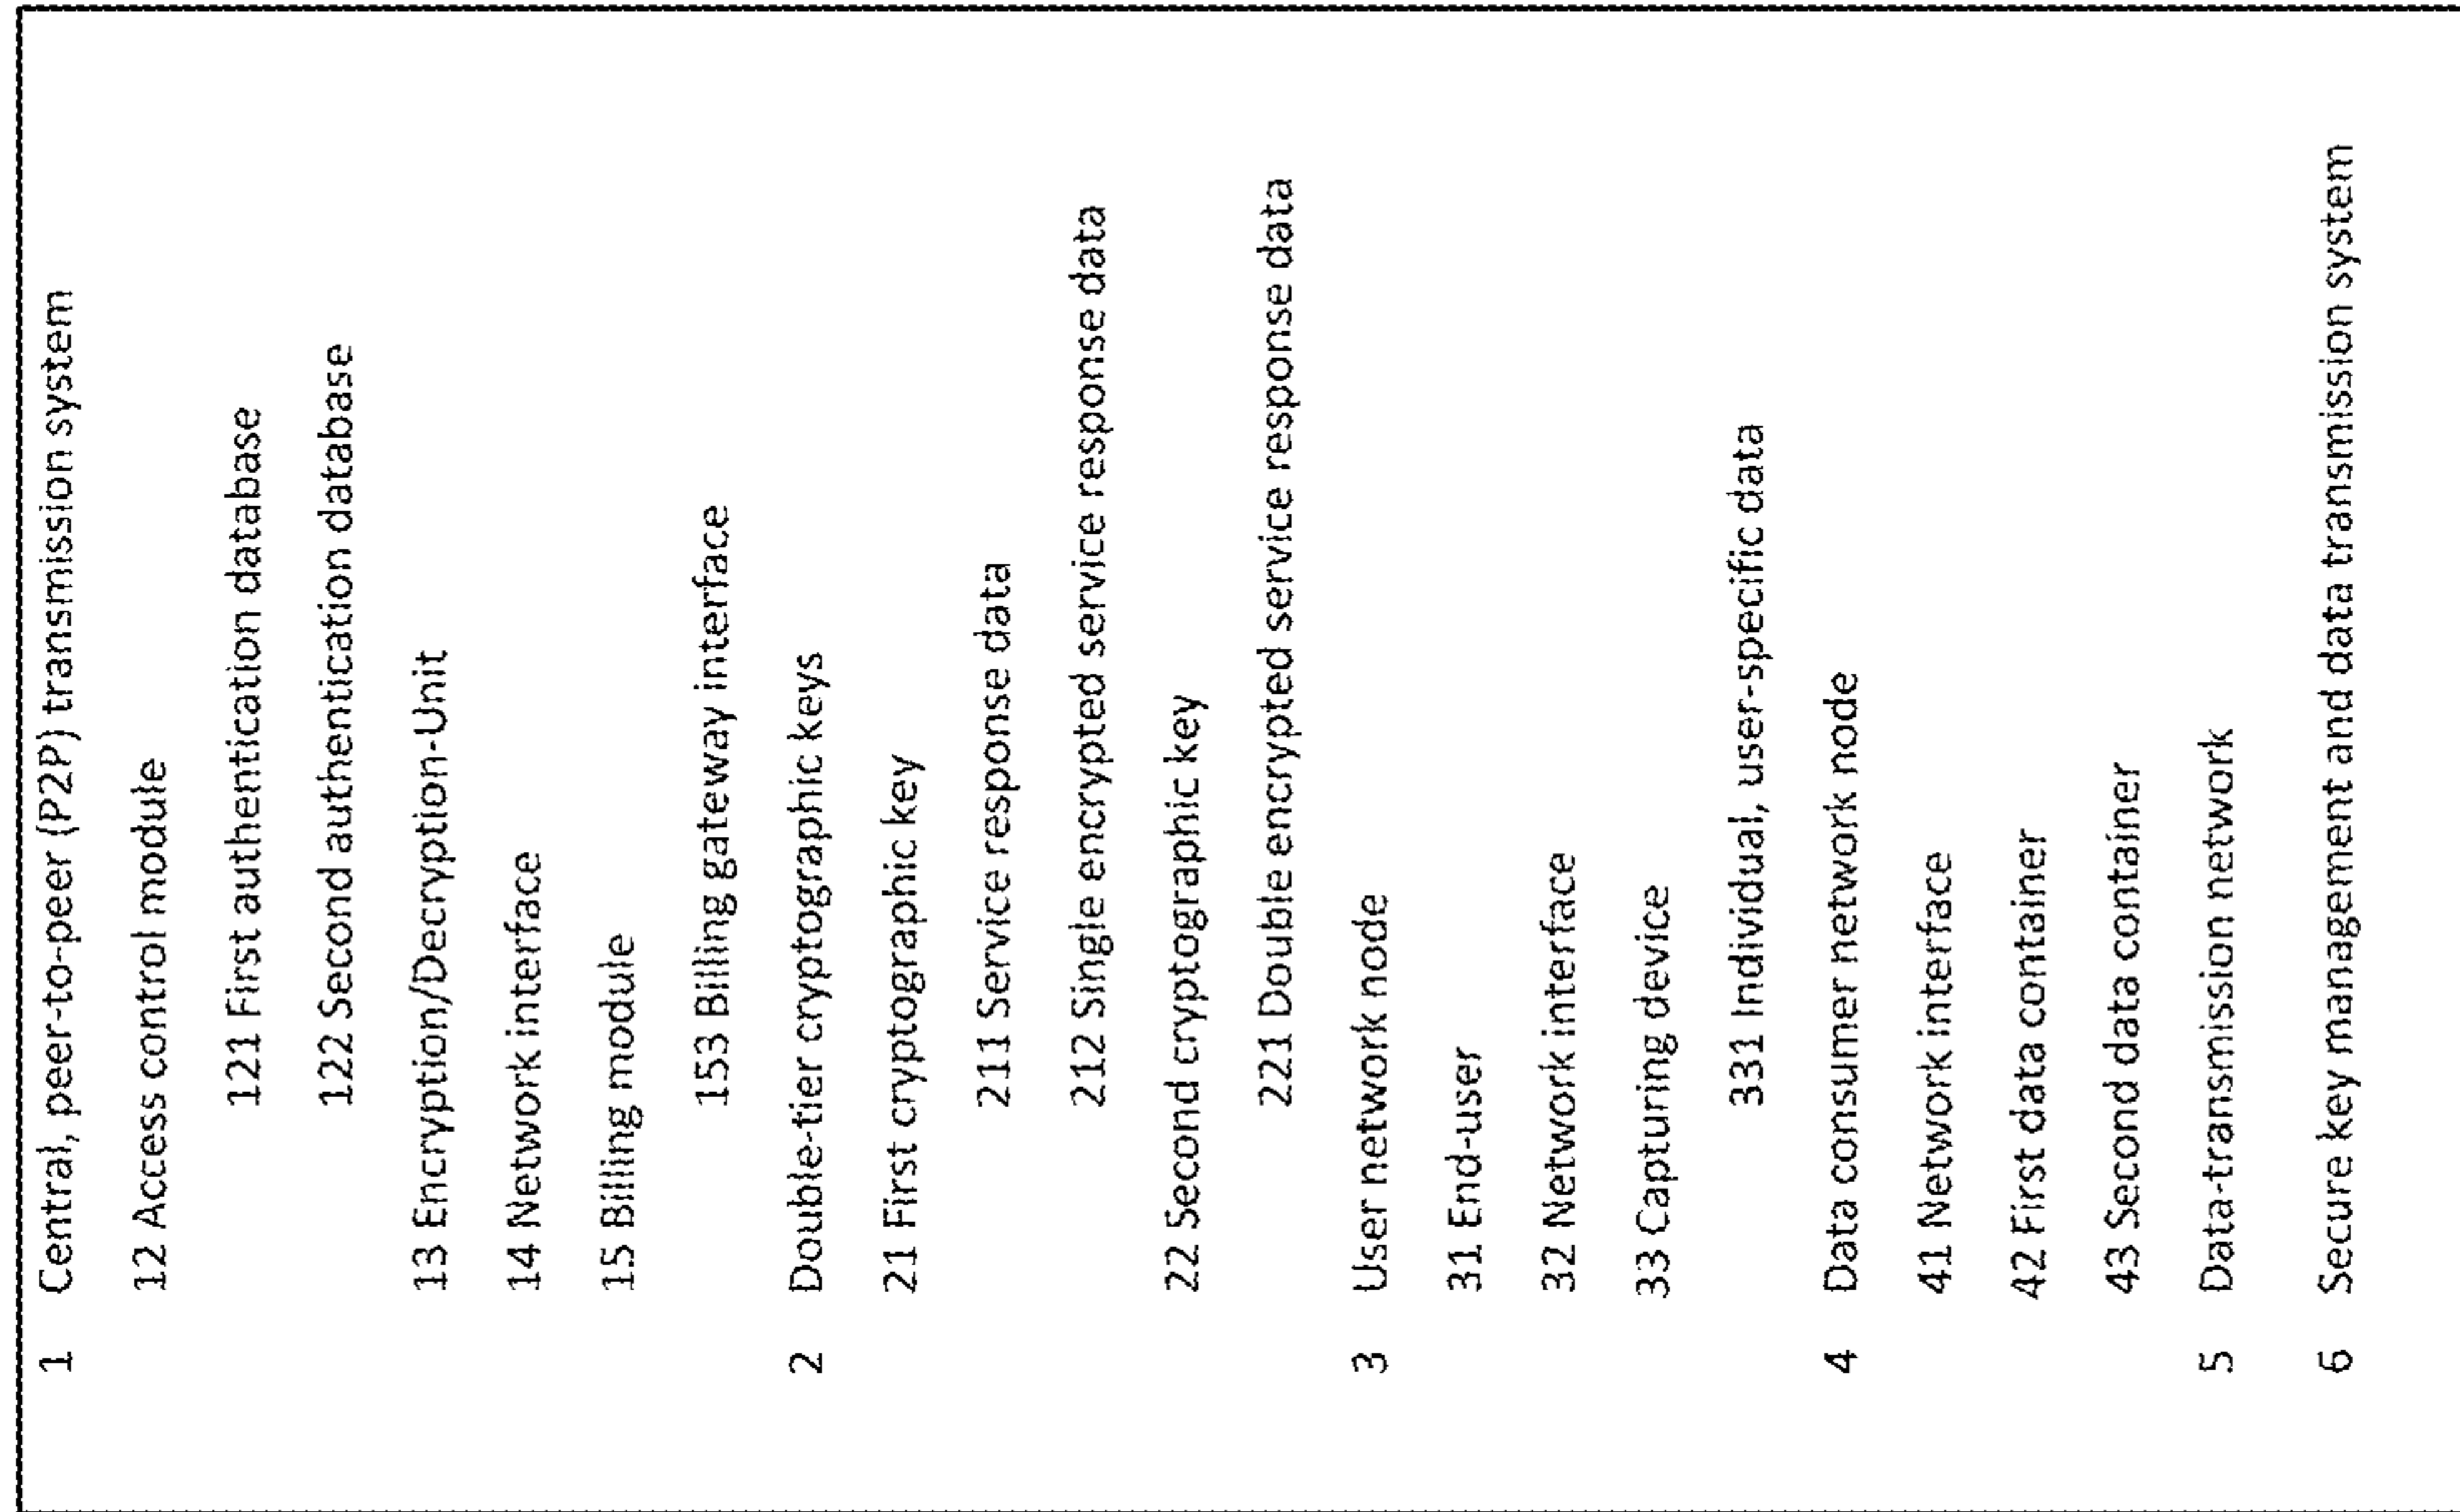 1 Central, peer-to-peer (P2P) transmission system
12 Access control module
121 First authentication database
122 Second authentication database
13 Encryption/Decryption-Unit
14 Network interface
15 Billing module
153 Billing gateway interface
2 Double-tier cryptographic keys
21 First cryptographic key
211 Service response data
212 Single encrypted service response data
22 Second cryptographic key
221 Double encrypted service response data
3 User network node
31 End-user
32 Network interface
33 Capturing device
331 Individual, user-specific data
4 Data consumer network node
41 Network interface
42 First data container
43 Second data container
5 Data-transmission network
6 Secure key management and data transmission system